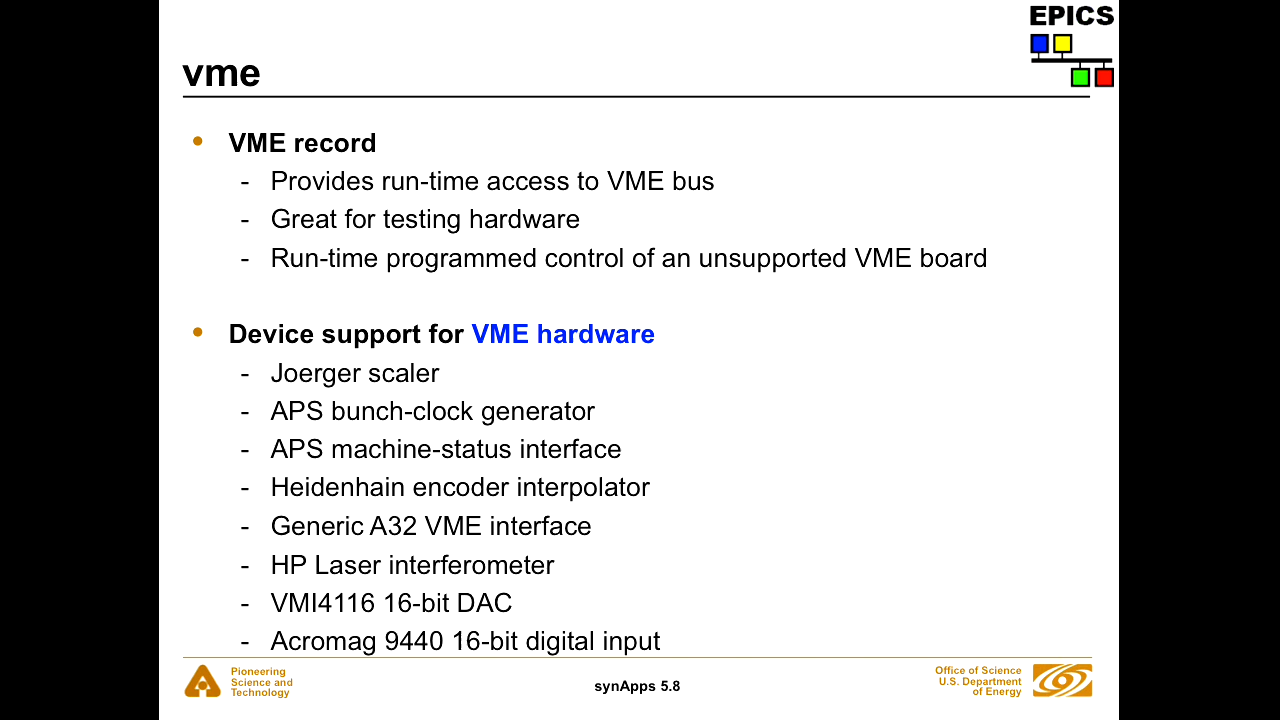 EPICS
vme
• VME record
- Provides run-time access to VME bus
- Great for testing hardware
- Run-time programmed control of an unsupported VME board
• Device support for VME hardware
- Joerger scaler
- APS bunch-clock generator
- APS machine-status interface
- Heidenhain encoder interpolator
- Generic A32 VME interface
- HP Laser interferometer
- VMI4116 16-bit DAC
- Acromag 9440 16-bit digital input
Pioneering
Science and
Technology
synApps 5.8
Office of Science
U.S. Department
of Energy